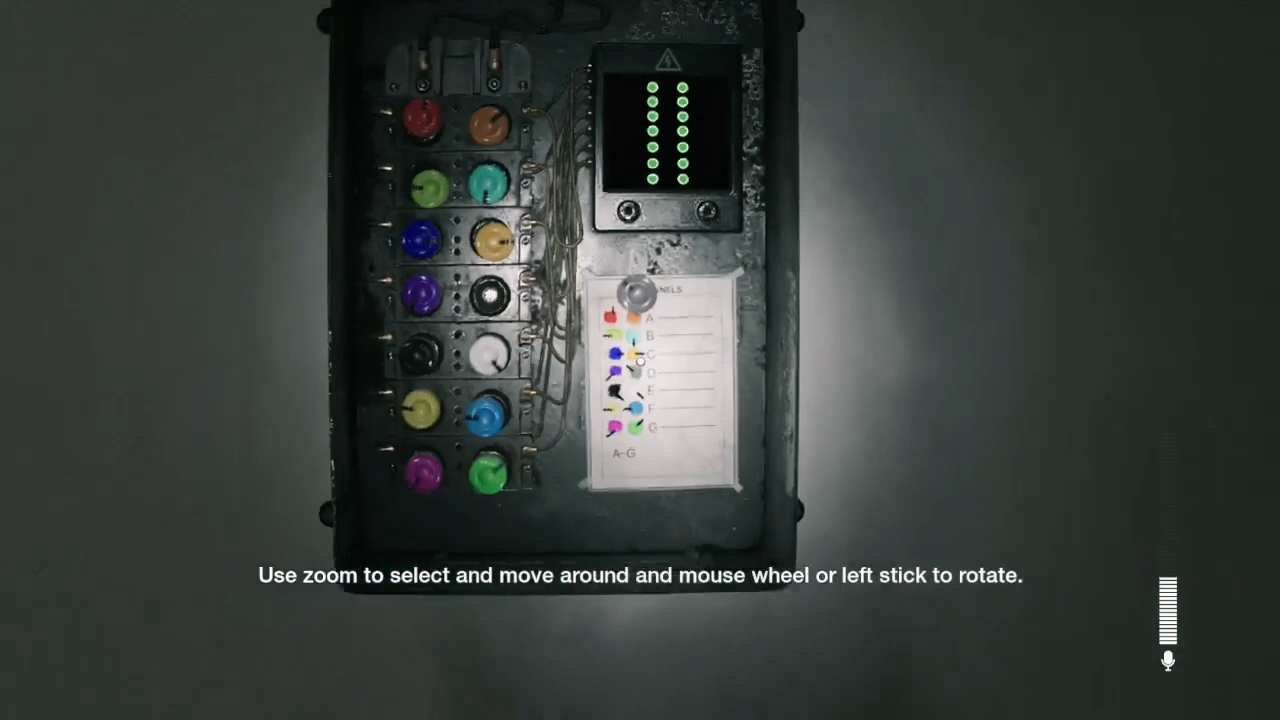 NELS
A
B
C
D
E
F
G
A-G
Use zoom to select and move around and mouse wheel or left stick to rotate.